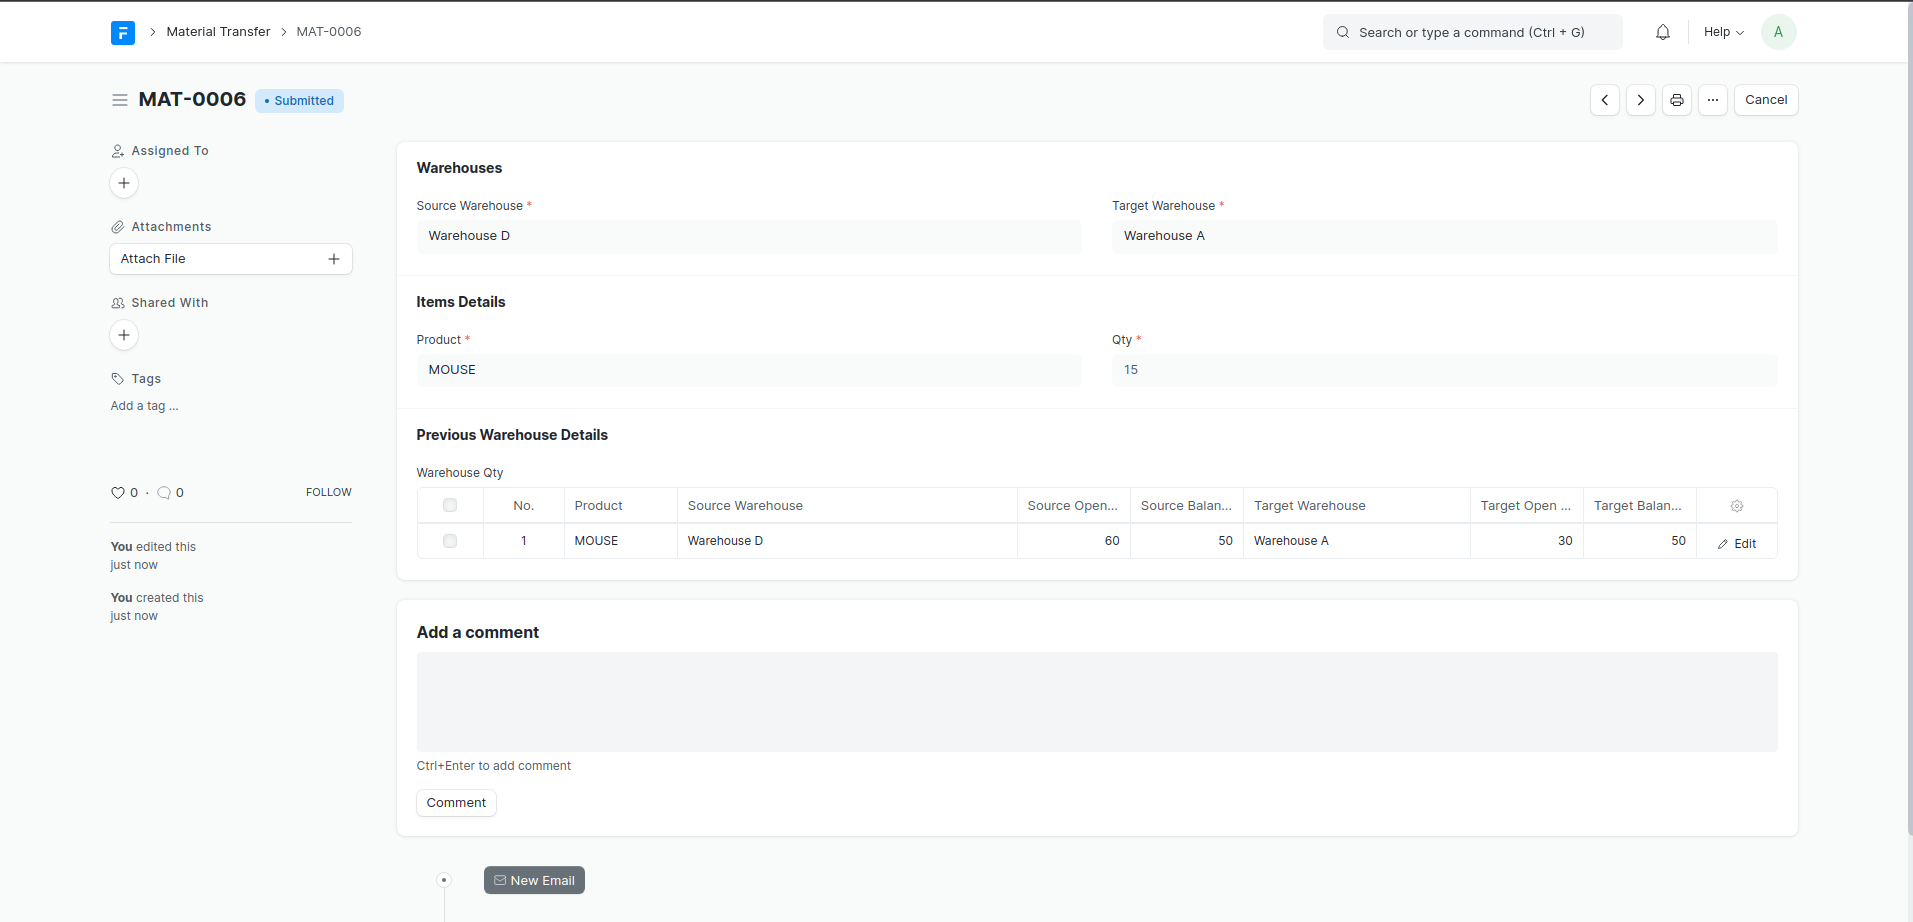 Material Transfer MAT-0006
Search or type a command (Ctrl + G)
Help
A
MAT-0006
• Submitted
Cancel
Assigned To
Attachments
Attach File
Shared With
Tags
Add a tag ...
0 · 0
FOLLOW
You edited this
just now
You created this
just now
Warehouses
Source Warehouse *
Warehouse D
Target Warehouse *
Warehouse A
Items Details
Product *
MOUSE
Qty *
15
Previous Warehouse Details
Warehouse Qty
No. Product Source Warehouse Source Open... Source Balan... Target Warehouse Target Open ... Target Balan...
1 MOUSE Warehouse D 60 50 Warehouse A 30 50 Edit
Add a comment
Ctrl+Enter to add comment
Comment
New Email